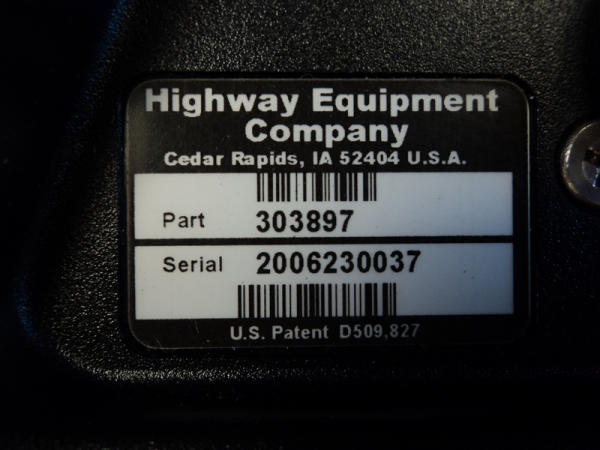 Highway Equipment
Company
Cedar Rapids, IA 52404 U.S.A.
Part 303897
Serial 2006230037
U.S. Patent D509,827